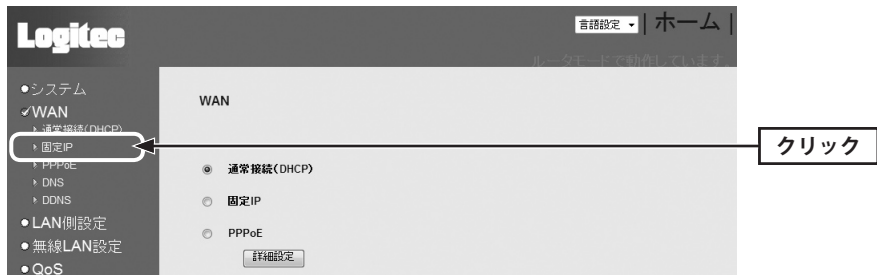 Logitec
言語設定 | ホーム |
ルータモードで動作しています。
システム
WAN
通常接続(DHCP)
固定IP
PPPoE
DNS
DDNS
LAN側設定
無線LAN設定
QoS
WAN
通常接続(DHCP)
固定IP
PPPoE
詳細設定
クリック